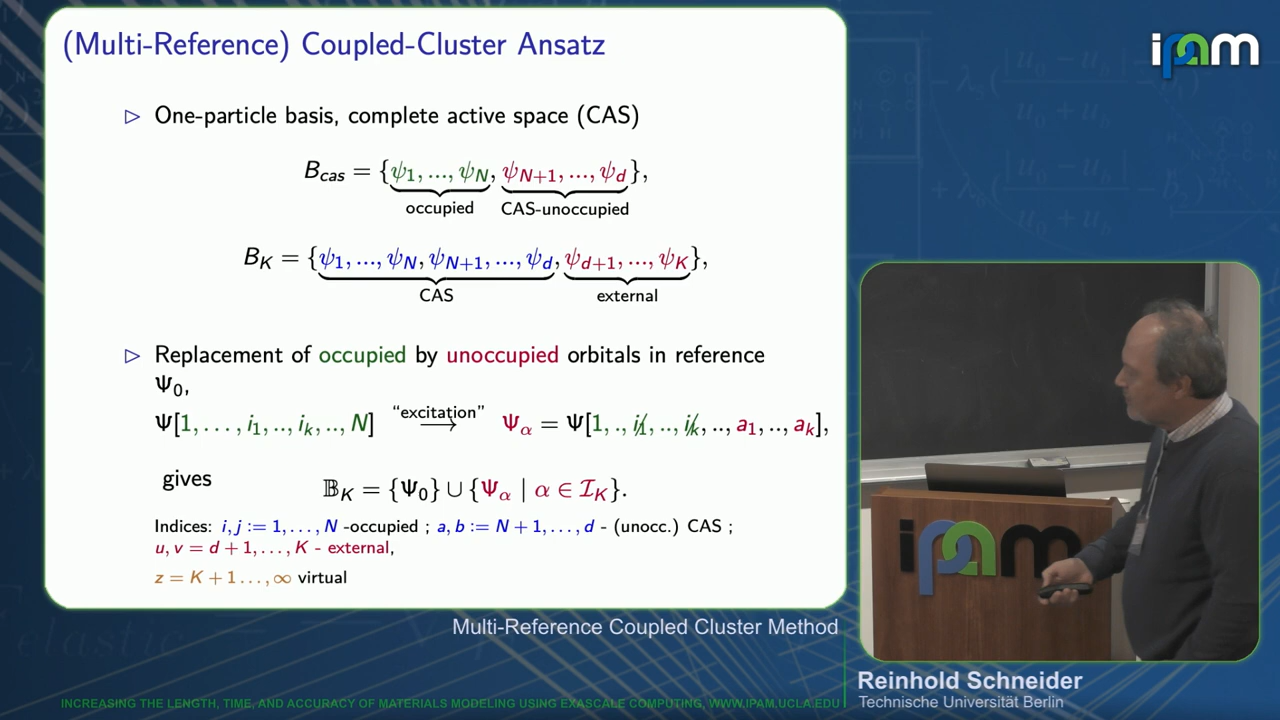 (Multi-Reference) Coupled-Cluster Ansatz
ipam
▷ One-particle basis, complete active space (CAS)
B_cas = {ψ_1, ..., ψ_N, ψ_{N+1}, ..., ψ_d},
occupied CAS-unoccupied
B_K = {ψ_1, ..., ψ_N, ψ_{N+1}, ..., ψ_d, ψ_{d+1}, ..., ψ_K},
CAS external
▷ Replacement of occupied by unoccupied orbitals in reference
Ψ_0,
Ψ[1, . . . , i_1, .., i_k, .., N] “excitation” ⟶ Ψ_α = Ψ[1, ., i̸_1, .., i̸_k, .., a_1, .., a_k],
gives
𝔹_K = {Ψ_0} ∪ {Ψ_α | α ∈ ℐ_K}.
Indices: i, j := 1, . . . , N -occupied ; a, b := N + 1, . . . , d - (unocc.) CAS ;
u, v = d + 1, . . . , K - external,
z = K + 1 . . . , ∞ virtual
ipam
Multi-Reference Coupled Cluster Method
Reinhold Schneider
Technische Universität Berlin
INCREASING THE LENGTH, TIME, AND ACCURACY OF MATERIALS MODELING USING EXASCALE COMPUTING, WWW.IPAM.UCLA.EDU